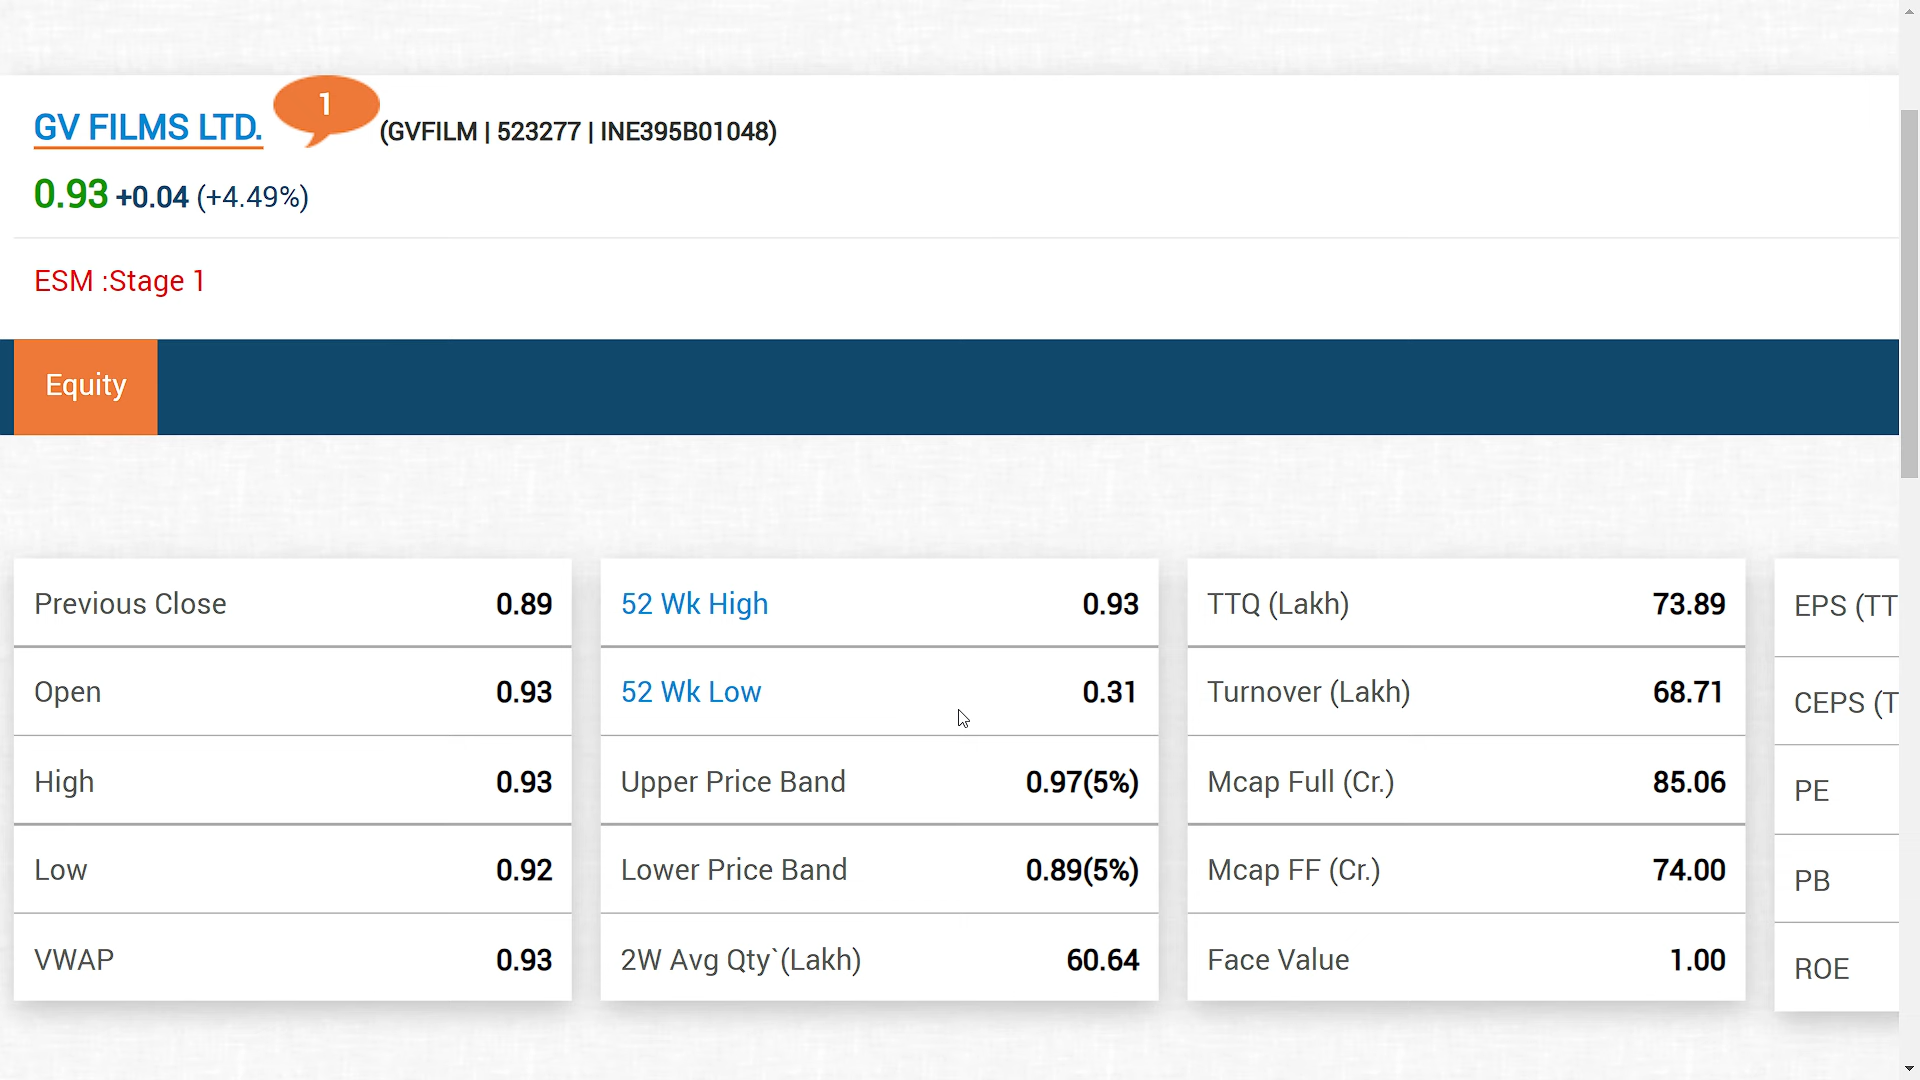 GV FILMS LTD. 1 (GVFILM | 523277 | INE395B01048)
0.93 +0.04 (+4.49%)
ESM :Stage 1
Equity
Previous Close 0.89
Open 0.93
High 0.93
Low 0.92
VWAP 0.93
52 Wk High 0.93
52 Wk Low 0.31
Upper Price Band 0.97(5%)
Lower Price Band 0.89(5%)
2W Avg Qty`(Lakh) 60.64
TTQ (Lakh) 73.89
Turnover (Lakh) 68.71
Mcap Full (Cr.) 85.06
Mcap FF (Cr.) 74.00
Face Value 1.00
EPS (TT
CEPS (T
PE
PB
ROE